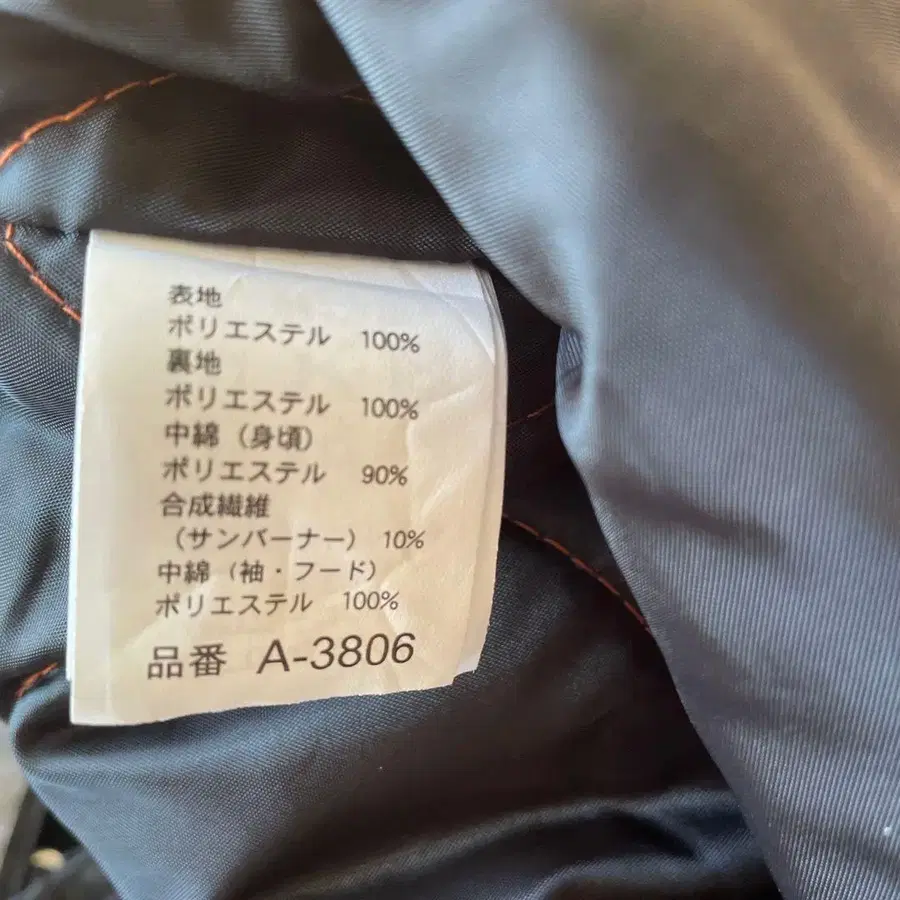 表地
ポリエステル 100%
裏地
ポリエステル 100%
中綿（身頃）
ポリエステル 90%
合成繊維
（サンバーナー） 10%
中綿（袖・フード）
ポリエステル 100%
品番 A-3806